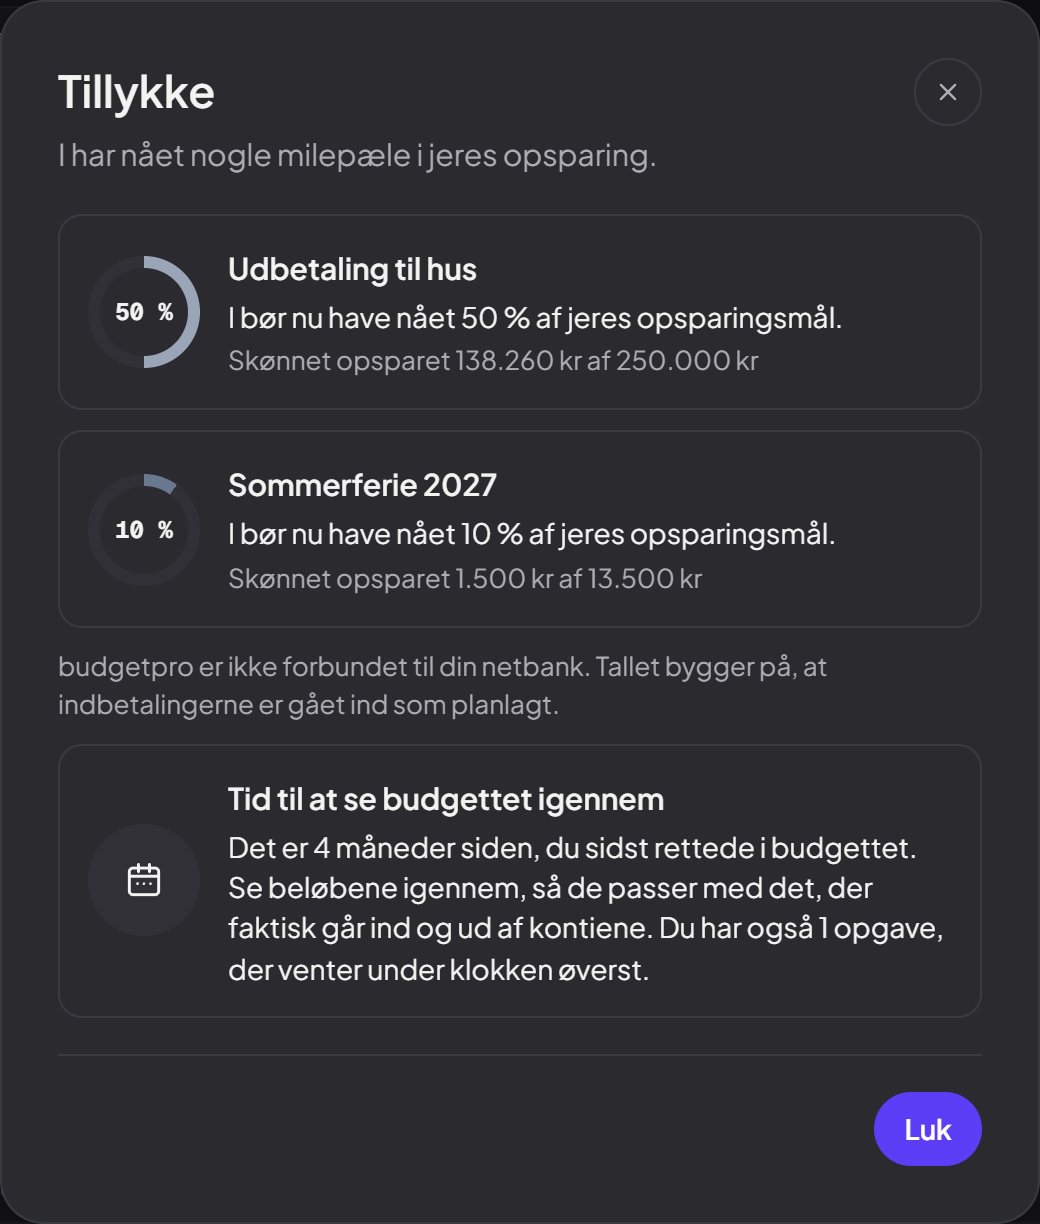 Tillykke
I har nået nogle milepæle i jeres opsparing.
50 %
Udbetaling til hus
I bør nu have nået 50 % af jeres opsparingsmål.
Skønnet opsparet 138.260 kr af 250.000 kr
10 %
Sommerferie 2027
I bør nu have nået 10 % af jeres opsparingsmål.
Skønnet opsparet 1.500 kr af 13.500 kr
budgetpro er ikke forbundet til din netbank. Tallet bygger på, at
indbetalingerne er gået ind som planlagt.
Tid til at se budgettet igennem
Det er 4 måneder siden, du sidst rettede i budgettet.
Se beløbene igennem, så de passer med det, der
faktisk går ind og ud af kontiene. Du har også 1 opgave,
der venter under klokken øverst.
Luk